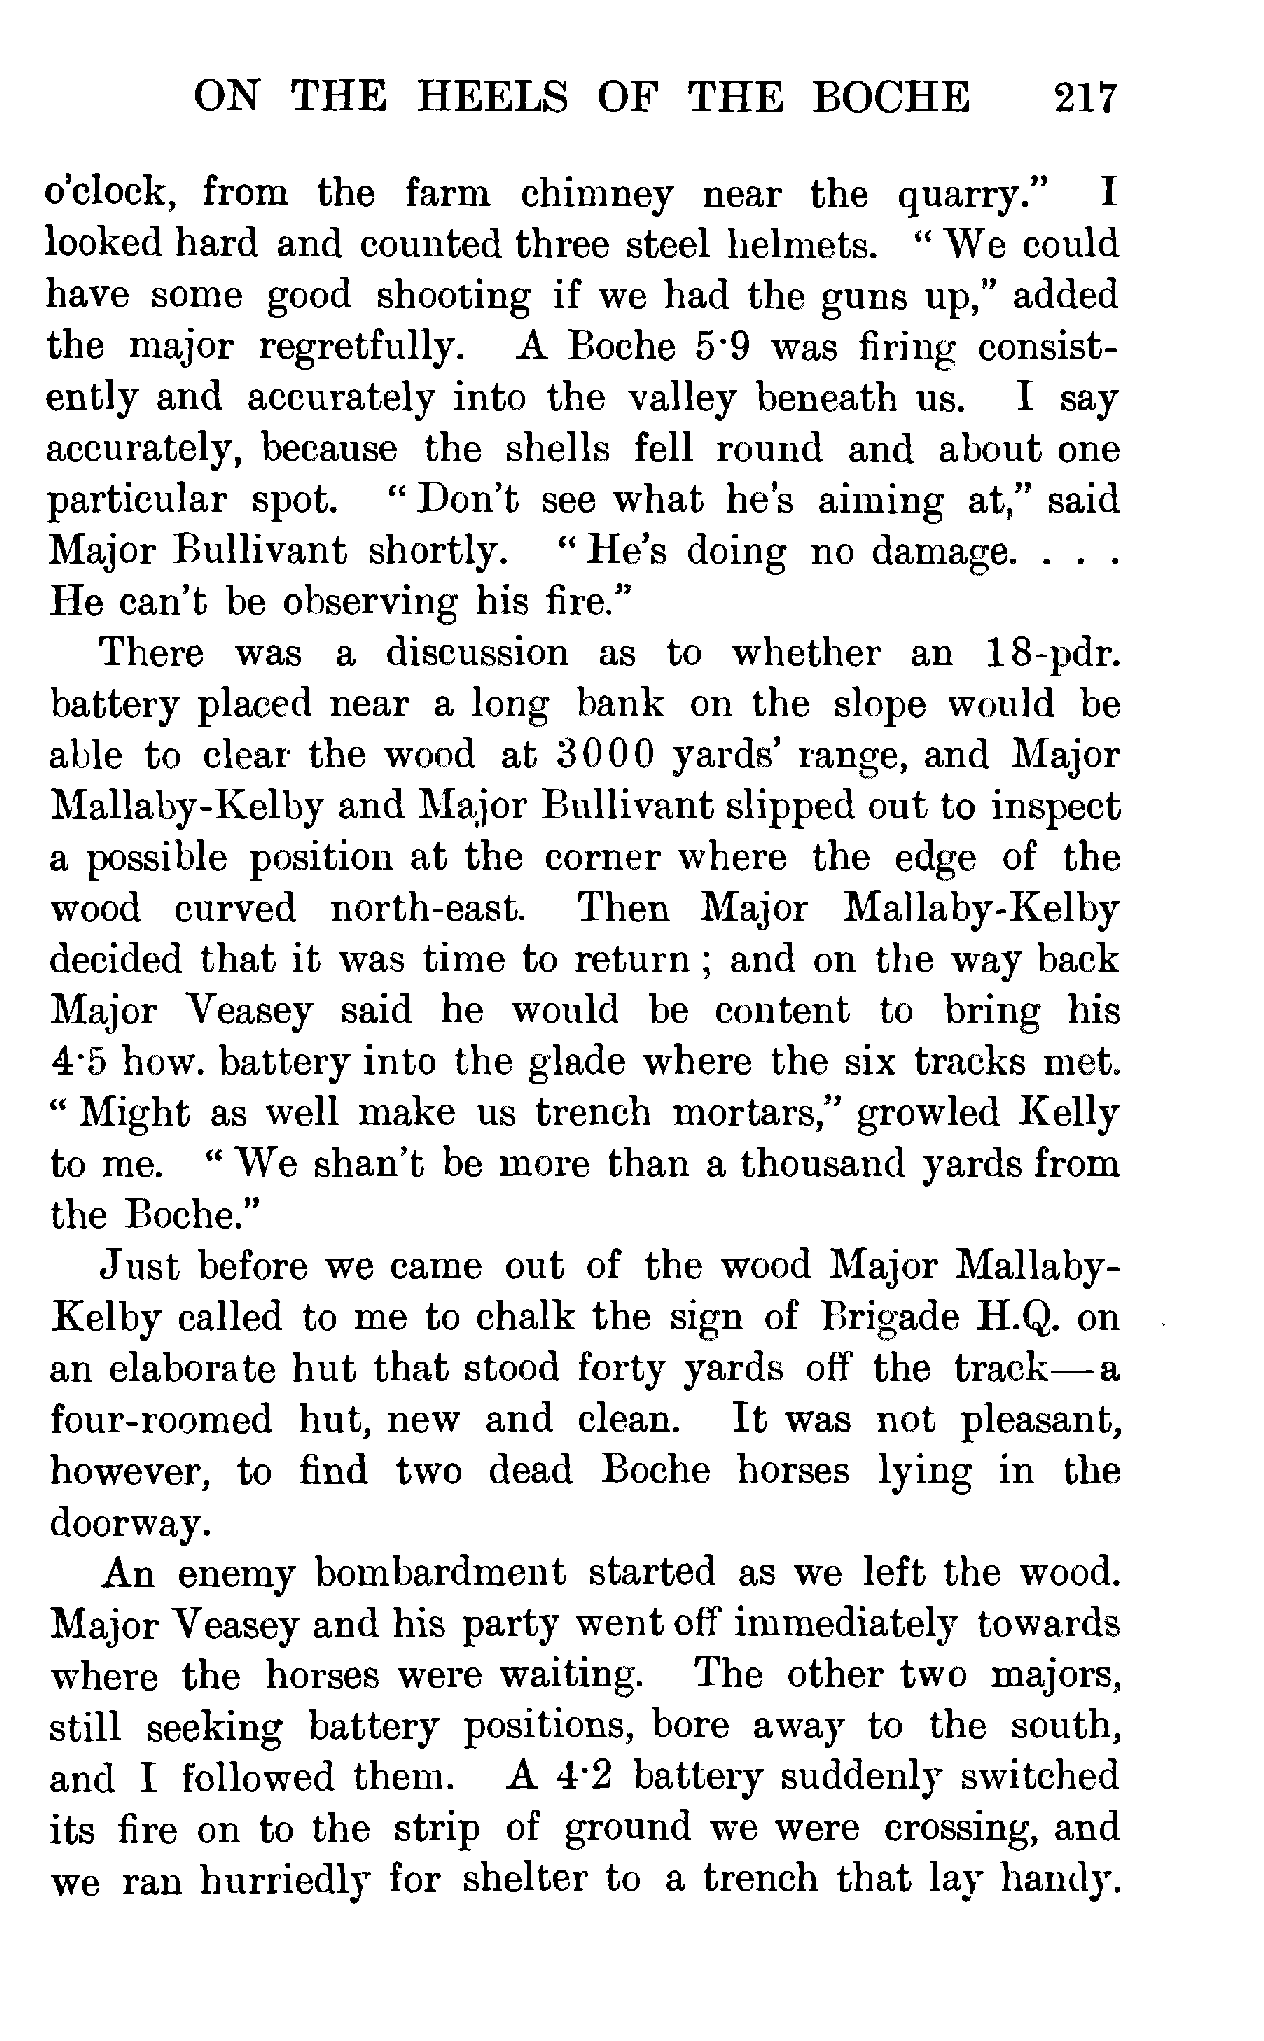 ON THE HEELS OF THE BOCHE 217
o'clock, from the farm chimney near the quarry.” I
looked hard and counted three steel helmets. “ We could
have some good shooting if we had the guns up,” added
the major regretfully. A Boche 5·9 was firing consist-
ently and accurately into the valley beneath us. I say
accurately, because the shells fell round and about one
particular spot. “ Don't see what he's aiming at,” said
Major Bullivant shortly. “ He's doing no damage. . . .
He can't be observing his fire.”
There was a discussion as to whether an 18-pdr.
battery placed near a long bank on the slope would be
able to clear the wood at 3000 yards' range, and Major
Mallaby-Kelby and Major Bullivant slipped out to inspect
a possible position at the corner where the edge of the
wood curved north-east. Then Major Mallaby-Kelby
decided that it was time to return ; and on the way back
Major Veasey said he would be content to bring his
4·5 how. battery into the glade where the six tracks met.
“ Might as well make us trench mortars,” growled Kelly
to me. “ We shan't be more than a thousand yards from
the Boche.”
Just before we came out of the wood Major Mallaby-
Kelby called to me to chalk the sign of Brigade H.Q. on
an elaborate hut that stood forty yards off the track—a
four-roomed hut, new and clean. It was not pleasant,
however, to find two dead Boche horses lying in the
doorway.
An enemy bombardment started as we left the wood.
Major Veasey and his party went off immediately towards
where the horses were waiting. The other two majors,
still seeking battery positions, bore away to the south,
and I followed them. A 4·2 battery suddenly switched
its fire on to the strip of ground we were crossing, and
we ran hurriedly for shelter to a trench that lay handy.